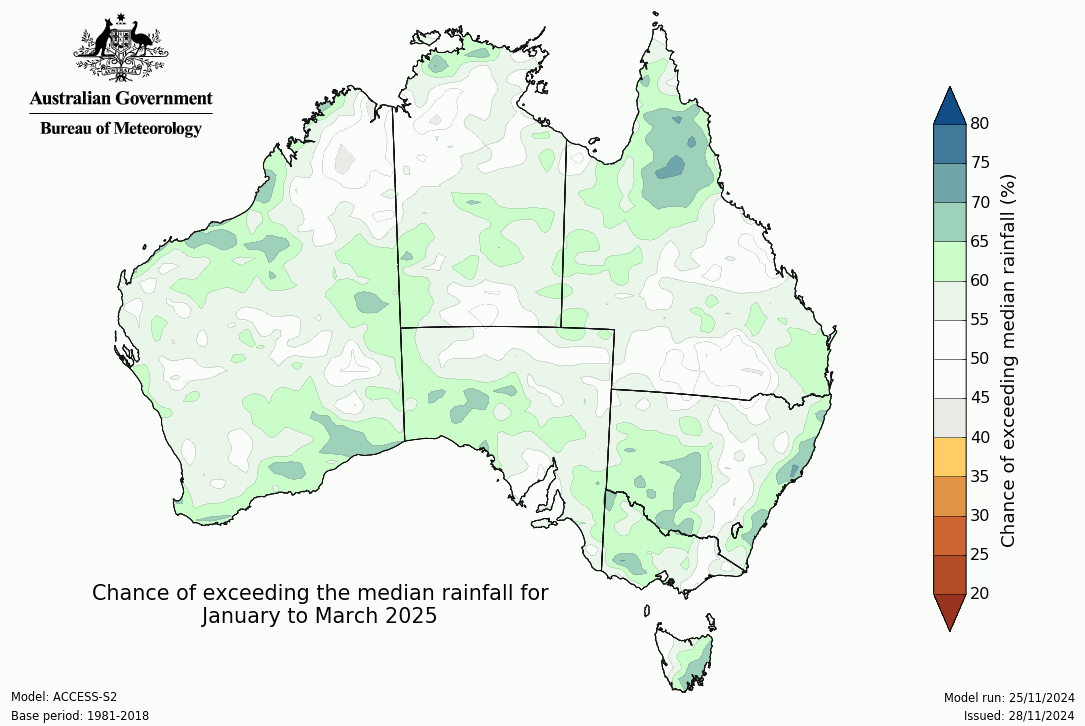 AUSTRALIA
Australian Government
Bureau of Meteorology
80
75
70
65
60
55
50
45
40
35
30
25
20
Chance of exceeding median rainfall (%)
Chance of exceeding the median rainfall for
January to March 2025
Model: ACCESS-S2
Base period: 1981-2018
Model run: 25/11/2024
Issued: 28/11/2024